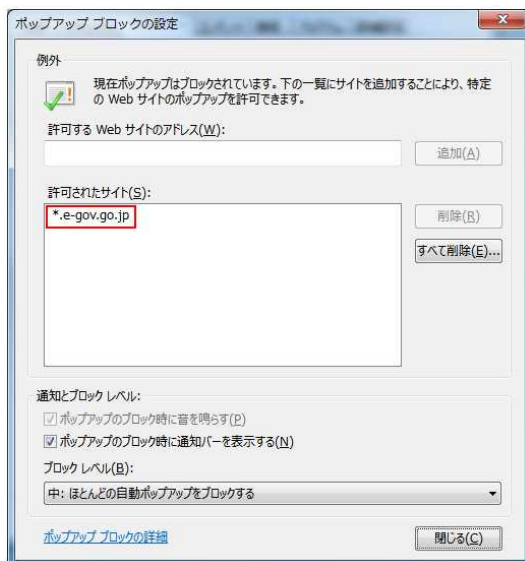 ポップアップ ブロックの設定
例外
現在ポップアップはブロックされています。下の一覧にサイトを追加することにより、特定
の Web サイトのポップアップを許可できます。
許可する Web サイトのアドレス(W):
追加(A)
許可されたサイト(S):
*.e-gov.go.jp
削除(R)
すべて削除(E)...
通知とブロック レベル:
ポップアップのブロック時に音を鳴らす(P)
ポップアップのブロック時に通知バーを表示する(N)
ブロック レベル(B):
中: ほとんどの自動ポップアップをブロックする
ポップアップ ブロックの詳細
閉じる(C)